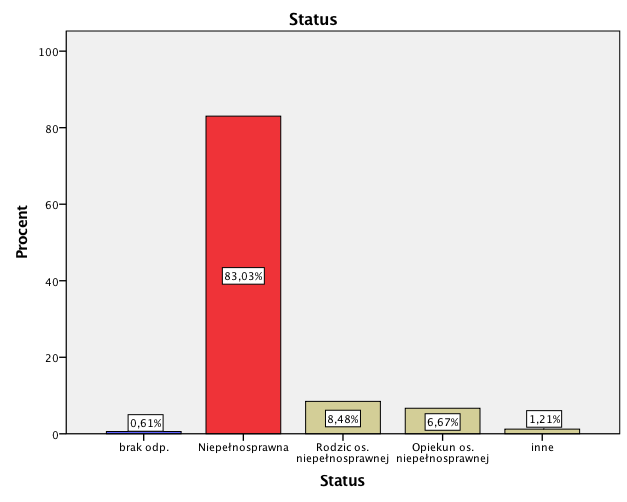 Status
Procent
100
80
60
40
20
0
0,61%
83,03%
8,48%
6,67%
1,21%
brak odp.
Niepełnosprawna
Rodzic os.
niepełnosprawnej
Opiekun os.
niepełnosprawnej
inne
Status